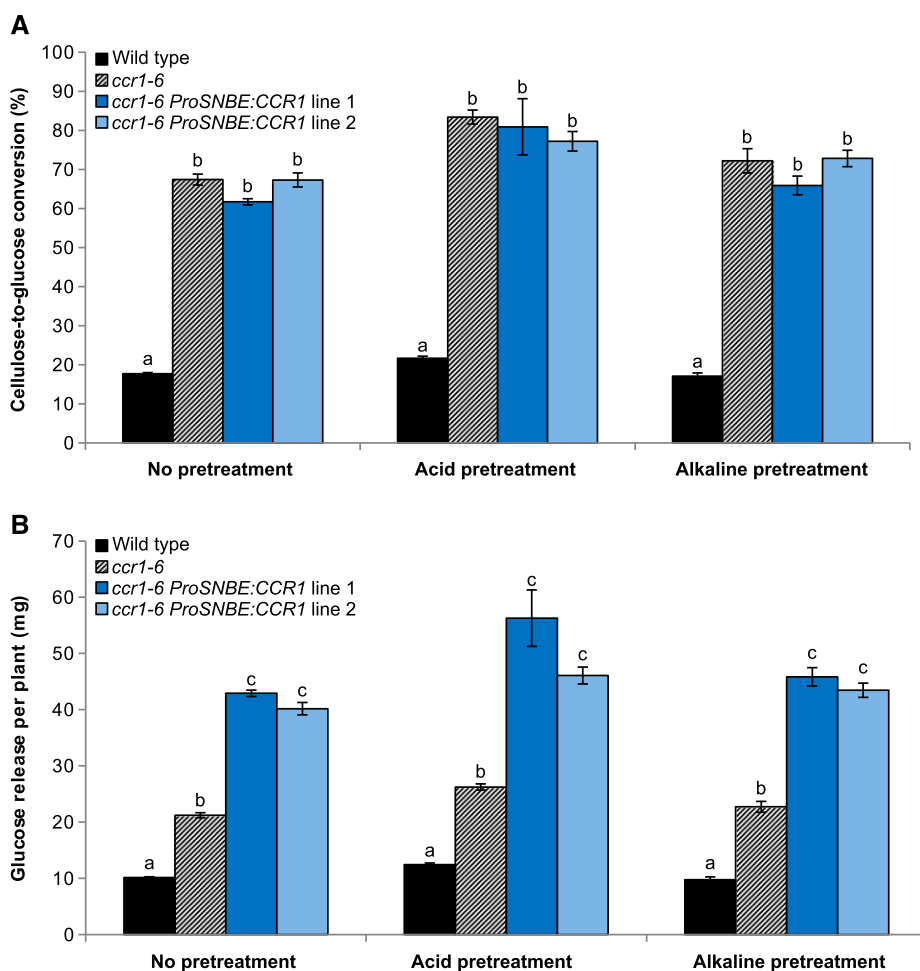 A
Cellulose-to-glucose conversion (%)
100
90
80
70
60
50
40
30
20
10
0
Wild type
ccr1-6
ccr1-6 ProSNBE:CCR1 line 1
ccr1-6 ProSNBE:CCR1 line 2
a b b b
a b b b
a b b b
No pretreatment Acid pretreatment Alkaline pretreatment
B
Glucose release per plant (mg)
70
60
50
40
30
20
10
0
Wild type
ccr1-6
ccr1-6 ProSNBE:CCR1 line 1
ccr1-6 ProSNBE:CCR1 line 2
a b c c
a b c c
a b c c
No pretreatment Acid pretreatment Alkaline pretreatment